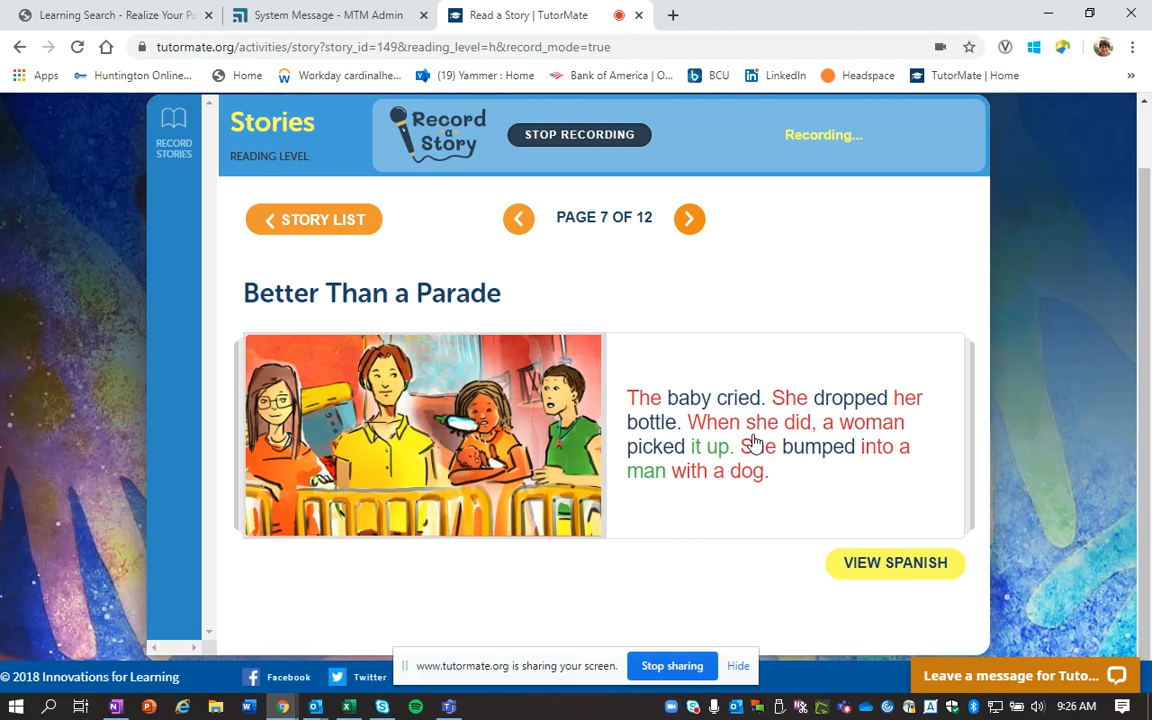 Learning Search - Realize Your Po
System Message - MTM Admin
Read a Story | TutorMate
tutormate.org/activities/story?story_id=149&reading_level=h&record_mode=true
Apps
Huntington Online...
Home
Workday cardinalhe...
(19) Yammer : Home
Bank of America | O...
BCU
LinkedIn
Headspace
TutorMate | Home
RECORD
STORIES
Stories
READING LEVEL
Record
a
Story
STOP RECORDING
Recording...
STORY LIST
PAGE 7 OF 12
Better Than a Parade
The baby cried. She dropped her
bottle. When she did, a woman
picked it up. She bumped into a
man with a dog.
VIEW SPANISH
www.tutormate.org is sharing your screen.
Stop sharing
Hide
© 2018 Innovations for Learning
Facebook
Twitter
Leave a message for Tuto...
9:26 AM